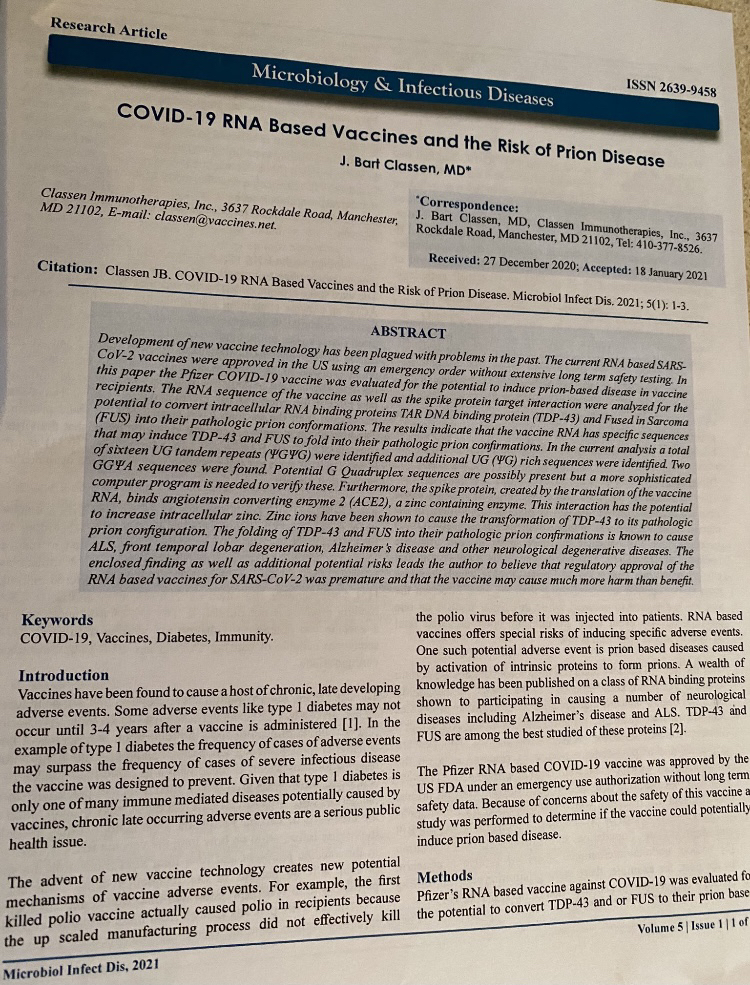 Research Article
ISSN 2639-9458
Microbiology & Infectious Diseases
COVID-19 RNA Based Vaccines and the Risk of Prion Disease
J. Bart Classen, MD*
Classen Immunotherapies, Inc., 3637 Rockdale Road, Manchester,
MD 21102, E-mail: classen@vaccines.net.
*Correspondence:
J. Bart Classen, MD, Classen Immunotherapies, Inc., 3637
Rockdale Road, Manchester, MD 21102, Tel: 410-377-8526.
Received: 27 December 2020; Accepted: 18 January 2021
Citation: Classen JB. COVID-19 RNA Based Vaccines and the Risk of Prion Disease. Microbiol Infect Dis. 2021; 5(1): 1-3.
ABSTRACT
Development of new vaccine technology has been plagued with problems in the past. The current RNA based SARS-
CoV-2 vaccines were approved in the US using an emergency order without extensive long term safety testing. In
this paper the Pfizer COVID-19 vaccine was evaluated for the potential to induce prion-based disease in vaccine
recipients. The RNA sequence of the vaccine as well as the spike protein target interaction were analyzed for the
potential to convert intracellular RNA binding proteins TAR DNA binding protein (TDP-43) and Fused in Sarcoma
(FUS) into their pathologic prion conformations. The results indicate that the vaccine RNA has specific sequences
that may induce TDP-43 and FUS to fold into their pathologic prion confirmations. In the current analysis a total
of sixteen UG tandem repeats (ΨGΨG) were identified and additional UG (ΨG) rich sequences were identified. Two
GGΨA sequences were found. Potential G Quadruplex sequences are possibly present but a more sophisticated
computer program is needed to verify these. Furthermore, the spike protein, created by the translation of the vaccine
RNA, binds angiotensin converting enzyme 2 (ACE2), a zinc containing enzyme. This interaction has the potential
to increase intracellular zinc. Zinc ions have been shown to cause the transformation of TDP-43 to its pathologic
prion configuration. The folding of TDP-43 and FUS into their pathologic prion confirmations is known to cause
ALS, front temporal lobar degeneration, Alzheimer's disease and other neurological degenerative diseases. The
enclosed finding as well as additional potential risks leads the author to believe that regulatory approval of the
RNA based vaccines for SARS-CoV-2 was premature and that the vaccine may cause much more harm than benefit.
Keywords
COVID-19, Vaccines, Diabetes, Immunity.
Introduction
Vaccines have been found to cause a host of chronic, late developing
adverse events. Some adverse events like type 1 diabetes may not
occur until 3-4 years after a vaccine is administered [1]. In the
example of type 1 diabetes the frequency of cases of adverse events
may surpass the frequency of cases of severe infectious disease
the vaccine was designed to prevent. Given that type 1 diabetes is
only one of many immune mediated diseases potentially caused by
vaccines, chronic late occurring adverse events are a serious public
health issue.
The advent of new vaccine technology creates new potential
mechanisms of vaccine adverse events. For example, the first
killed polio vaccine actually caused polio in recipients because
the up scaled manufacturing process did not effectively kill
the polio virus before it was injected into patients. RNA based
vaccines offers special risks of inducing specific adverse events.
One such potential adverse event is prion based diseases caused
by activation of intrinsic proteins to form prions. A wealth of
knowledge has been published on a class of RNA binding proteins
shown to participating in causing a number of neurological
diseases including Alzheimer's disease and ALS. TDP-43 and
FUS are among the best studied of these proteins [2].
The Pfizer RNA based COVID-19 vaccine was approved by the
US FDA under an emergency use authorization without long term
safety data. Because of concerns about the safety of this vaccine a
study was performed to determine if the vaccine could potentially
induce prion based disease.
Methods
Pfizer's RNA based vaccine against COVID-19 was evaluated fo
the potential to convert TDP-43 and or FUS to their prion base
Microbiol Infect Dis, 2021
Volume 5 | Issue 1 | 1 of